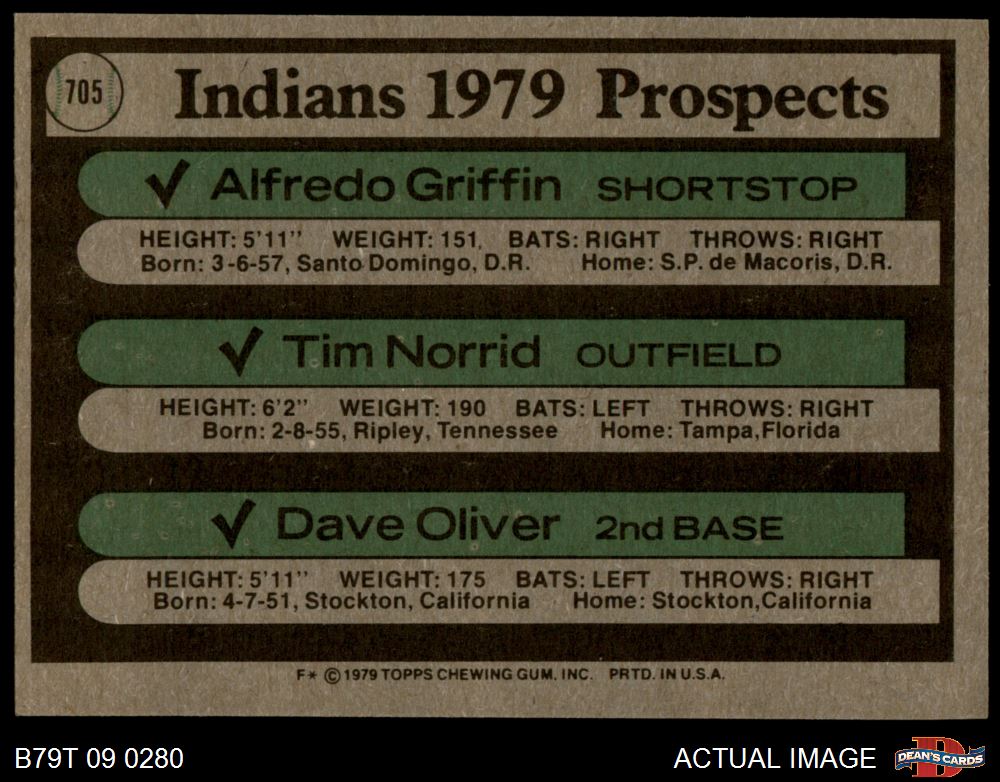 705
Indians 1979 Prospects
✓ Alfredo Griffin SHORTSTOP
HEIGHT: 5'11" WEIGHT: 151 BATS: RIGHT THROWS: RIGHT
Born: 3-6-57, Santo Domingo, D.R. Home: S.P. de Macoris, D.R.
✓ Tim Norrid OUTFIELD
HEIGHT: 6'2" WEIGHT: 190 BATS: LEFT THROWS: RIGHT
Born: 2-8-55, Ripley, Tennessee Home: Tampa,Florida
✓ Dave Oliver 2nd BASE
HEIGHT: 5'11" WEIGHT: 175 BATS: LEFT THROWS: RIGHT
Born: 4-7-51, Stockton, California Home: Stockton,California
F* ©1979 TOPPS CHEWING GUM, INC. PRTD. IN U.S.A.
B79T 09 0280 ACTUAL IMAGE D DEAN'S CARDS